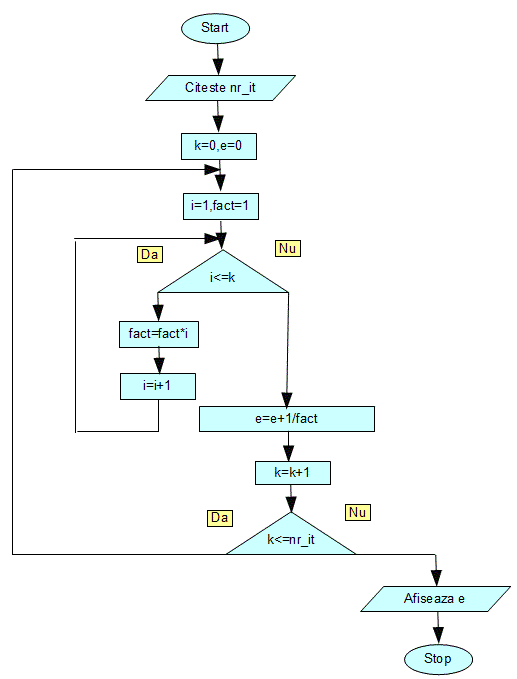 Start
Citeste nr_it
k=0,e=0
i=1,fact=1
Da
Nu
i<=k
fact=fact*i
i=i+1
e=e+1/fact
k=k+1
Da
Nu
k<=nr_it
Afiseaza e
Stop